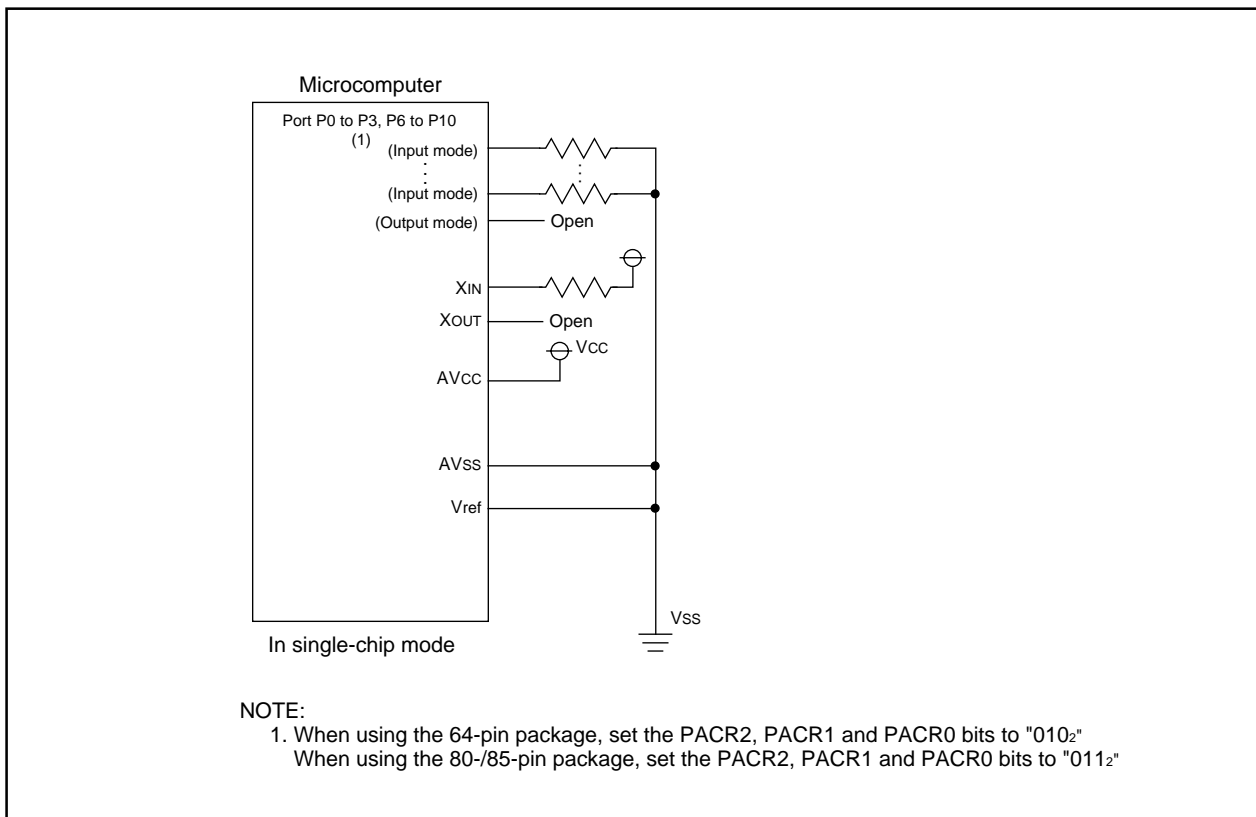 Microcomputer
Port P0 to P3, P6 to P10
(1)
(Input mode)
(Input mode)
(Output mode)
Open
XIN
XOUT
Open
VCC
AVCC
AVSS
Vref
VSS
In single-chip mode
NOTE:
1. When using the 64-pin package, set the PACR2, PACR1 and PACR0 bits to "010₂"
When using the 80-/85-pin package, set the PACR2, PACR1 and PACR0 bits to "011₂"